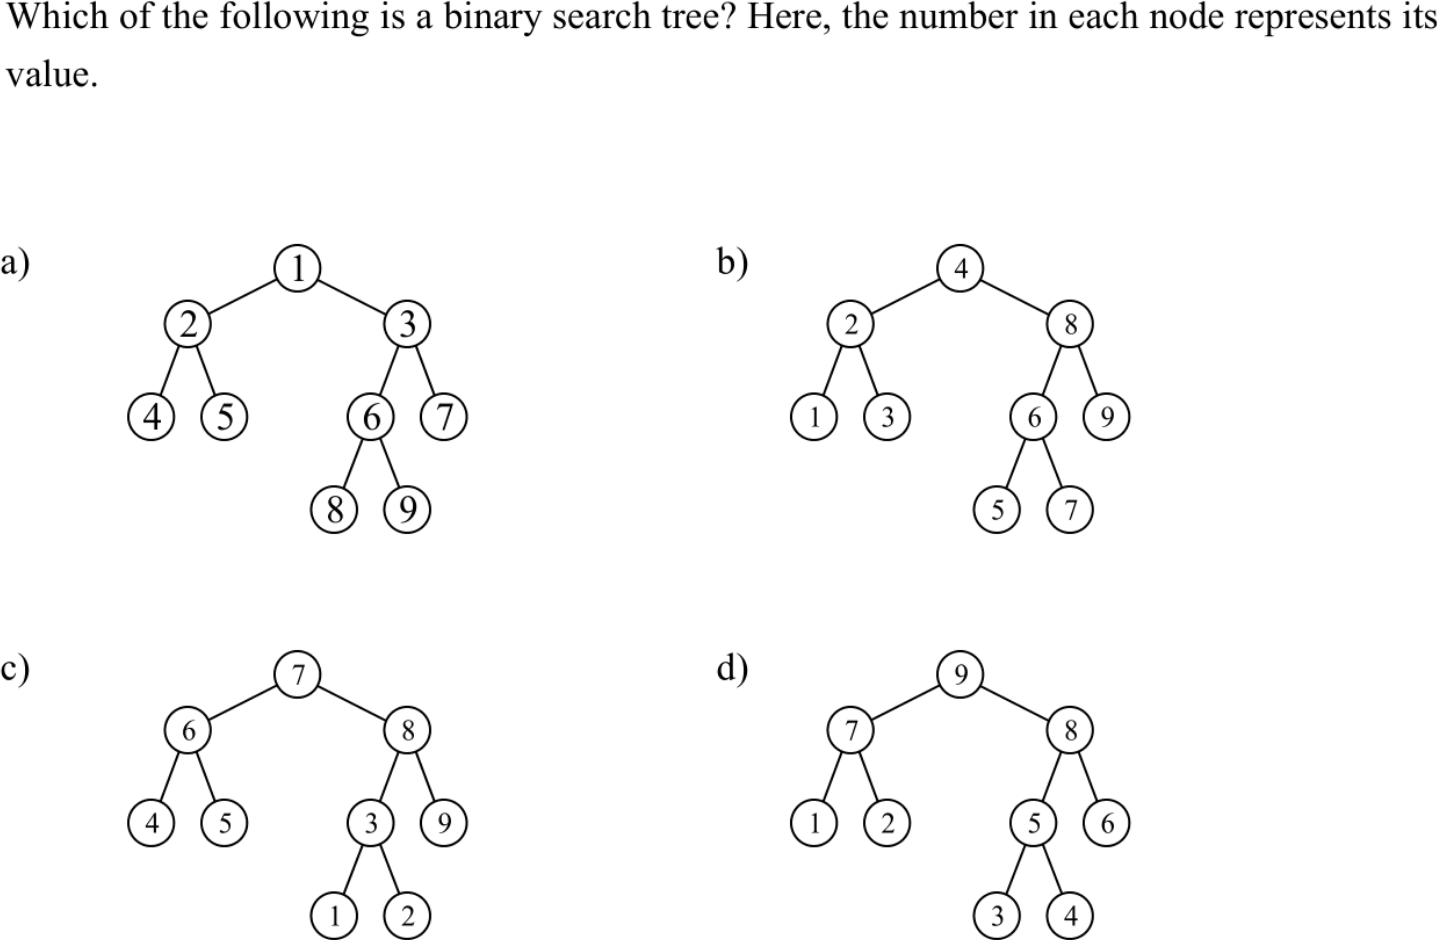 Which of the following is a binary search tree? Here, the number in each node represents its
value.
a) b)
1 4
2 3 2 8
4 5 6 7 1 3 6 9
8 9 5 7
c) d)
7 9
6 8 7 8
4 5 3 9 1 2 5 6
1 2 3 4